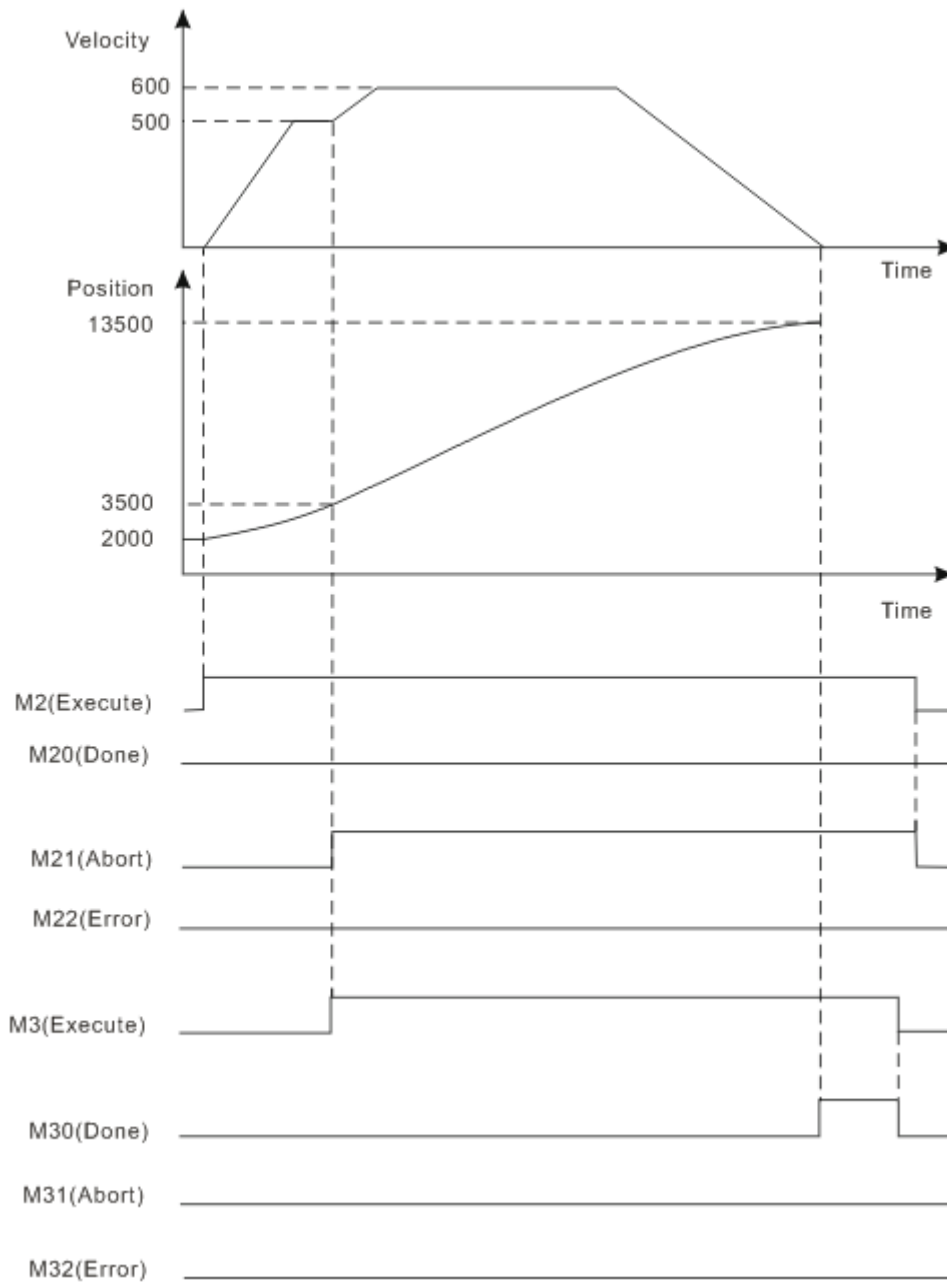 Velocity
600
500
Time
Position
13500
3500
2000
Time
M2(Execute)
M20(Done)
M21(Abort)
M22(Error)
M3(Execute)
M30(Done)
M31(Abort)
M32(Error)